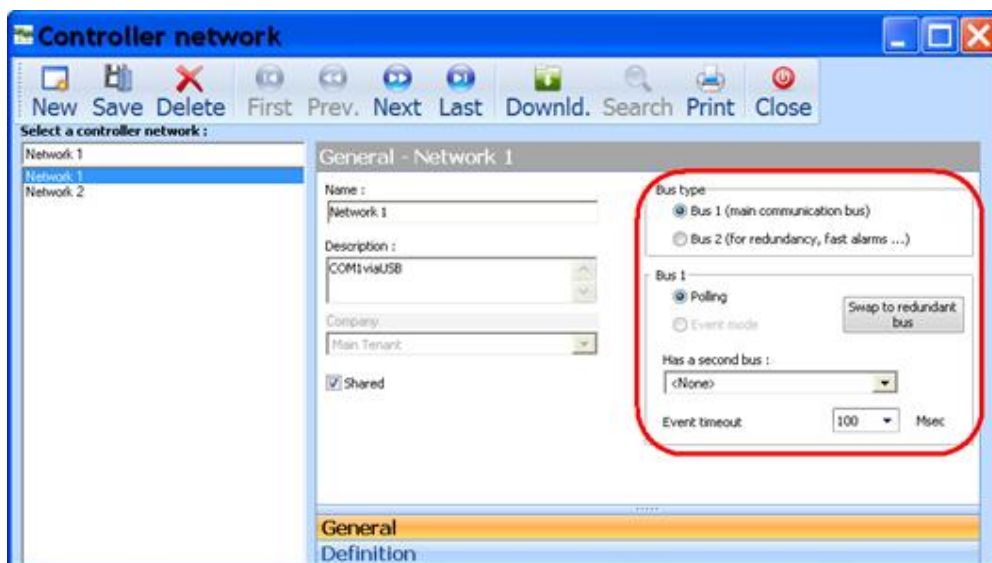 Controller network
New Save Delete First Prev. Next Last Downld. Search Print Close
Select a controller network :
Network 1
Network 1
Network 2
General - Network 1
Name :
Network 1
Description :
COM1viaUSB
Company
Main Tenant
Shared
Bus type
Bus 1 (main communication bus)
Bus 2 (for redundancy, fast alarms ...)
Bus 1
Polling
Event mode
Swap to redundant
bus
Has a second bus :
<None>
Event timeout 100 Msec
General
Definition